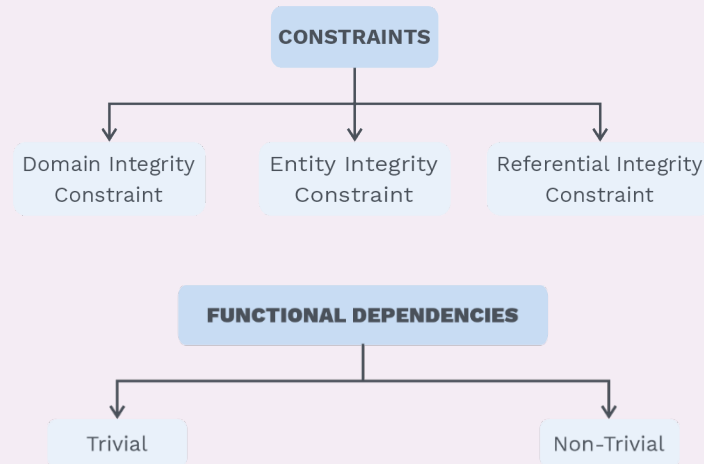 CONSTRAINTS
Domain Integrity
Constraint
Entity Integrity
Constraint
Referential Integrity
Constraint
FUNCTIONAL DEPENDENCIES
Trivial
Non-Trivial